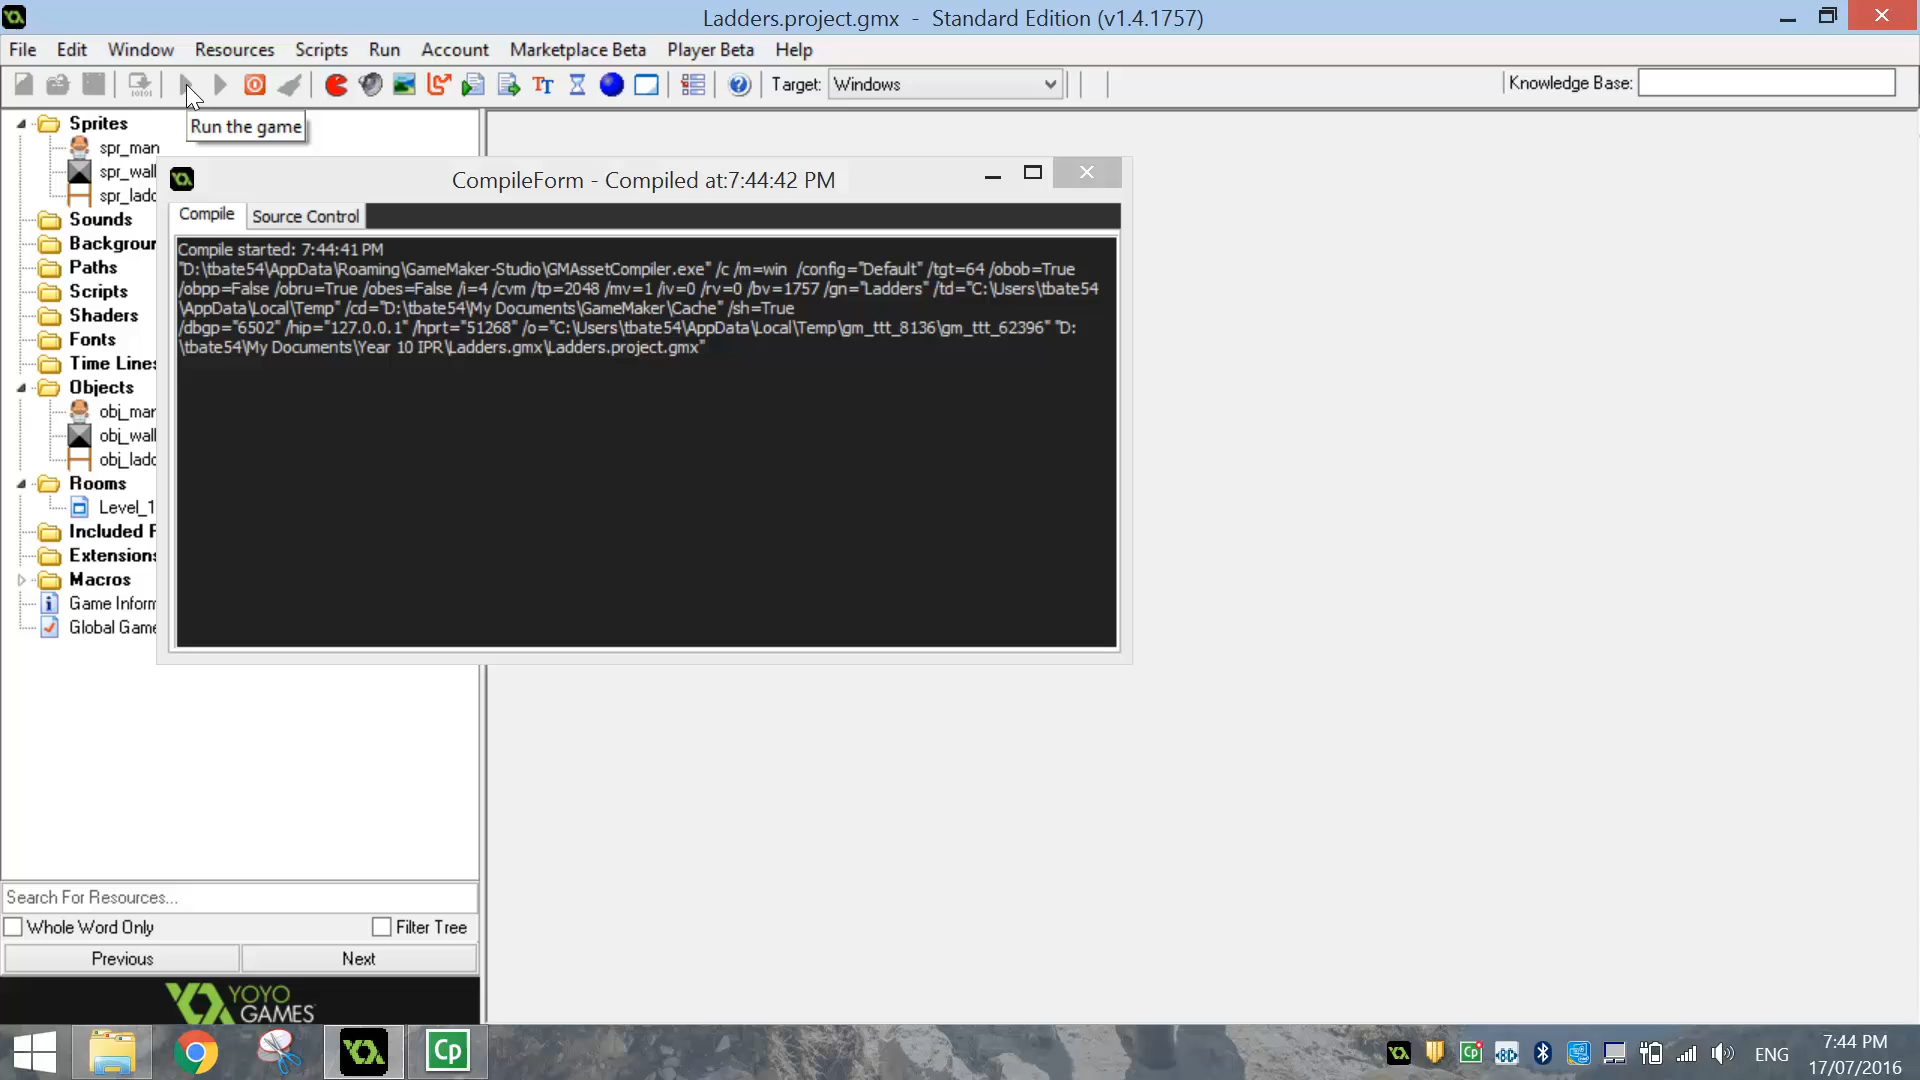 Ladders.project.gmx - Standard Edition (v1.4.1757)
File Edit Window Resources Scripts Run Account Marketplace Beta Player Beta Help
Target: Windows
Knowledge Base:
Run the game
Sprites
spr_man
spr_wall
spr_ladd
Sounds
Backgrour
Paths
Scripts
Shaders
Fonts
Time Lines
Objects
obj_man
obj_wall
obj_ladd
Rooms
Level_1
Included F
Extensions
Macros
Game Inform
Global Game
CompileForm - Compiled at:7:44:42 PM
Compile Source Control
Compile started: 7:44:41 PM
"D:\tbate54\AppData\Roaming\GameMaker-Studio\GMAssetCompiler.exe" /c /m=win /config="Default" /tgt=64 /obob=True
/obpp=False /obru=True /obes=False /i=4 /cvm /tp=2048 /mv=1 /iv=0 /rv=0 /bv=1757 /gn="Ladders" /td="C:\Users\tbate54
\AppData\Local\Temp" /cd="D:\tbate54\My Documents\GameMaker\Cache" /sh=True
/dbgp="6502" /hip="127.0.0.1" /hprt="51268" /o="C:\Users\tbate54\AppData\Local\Temp\gm_ttt_8136\gm_ttt_62396" "D:
\tbate54\My Documents\Year 10 IPR\Ladders.gmx\Ladders.project.gmx"
Search For Resources...
Whole Word Only Filter Tree
Previous Next
YOYO
GAMES
Cp
ENG
7:44 PM
17/07/2016